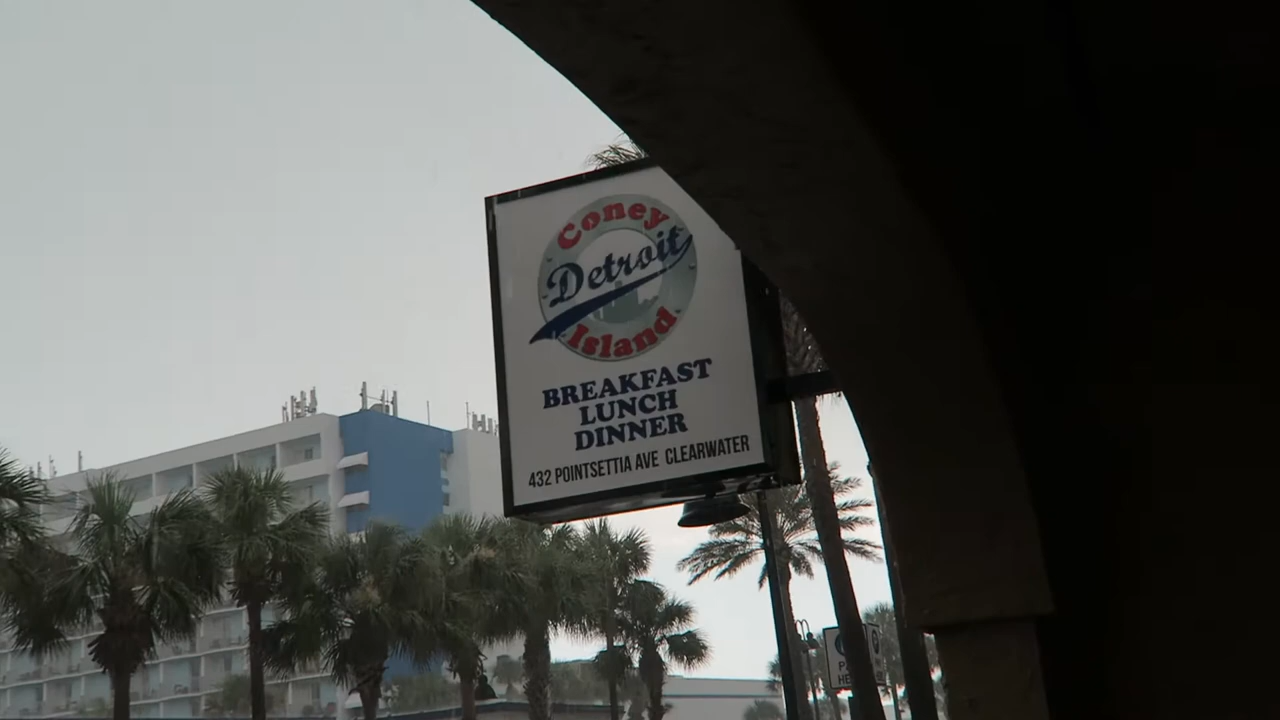 Coney
Detroit
Island
BREAKFAST
LUNCH
DINNER
432 POINTSETTIA AVE CLEARWATER